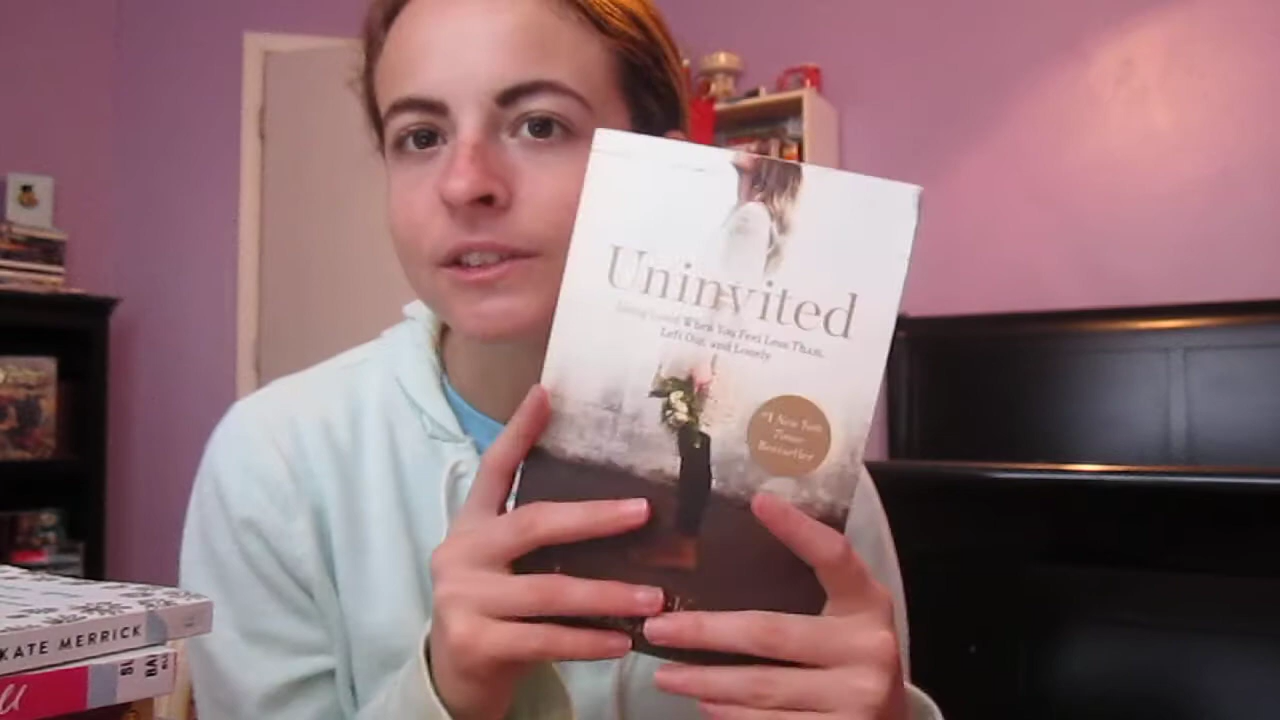 Uninvited
Living Loved When You Feel Less Than,
Left Out, and Lonely
#1 New York
Times
Bestseller
KATE MERRICK